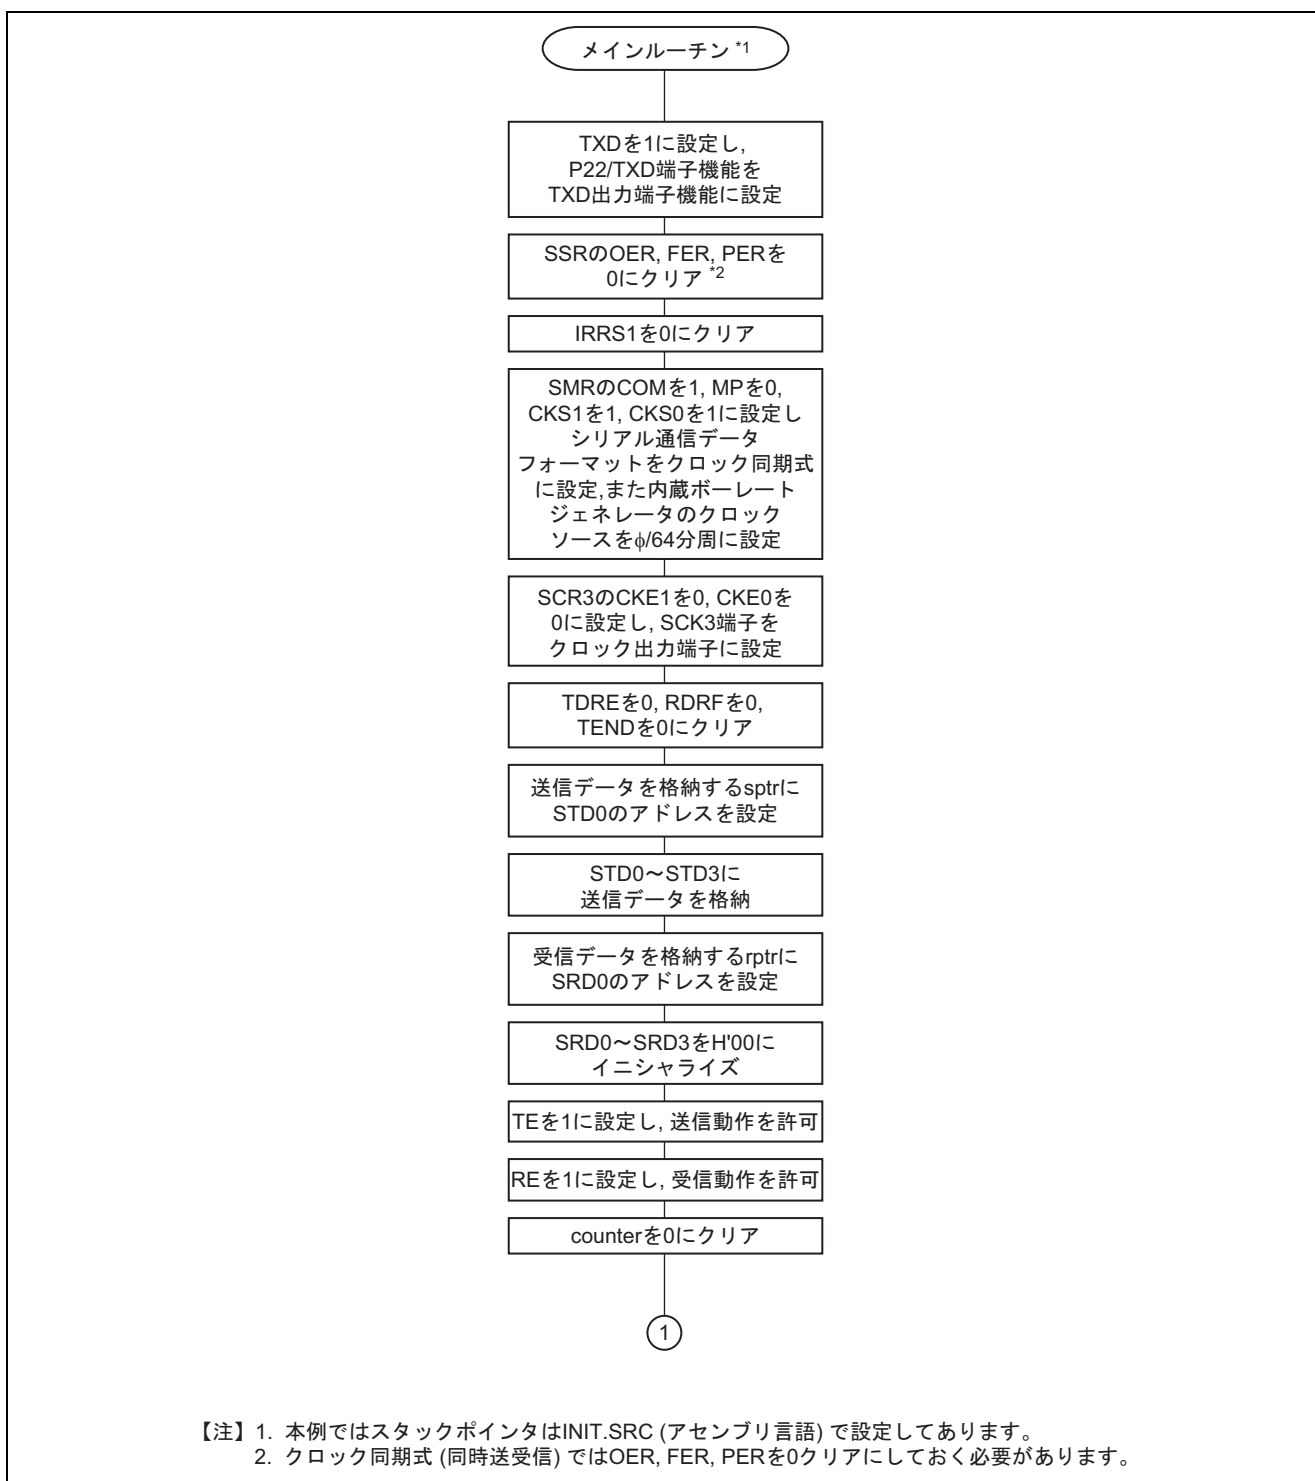 メインルーチン *1
TXDを1に設定し,
P22/TXD端子機能を
TXD出力端子機能に設定
SSRのOER, FER, PERを
0にクリア *2
IRRS1を0にクリア
SMRのCOMを1, MPを0,
CKS1を1, CKS0を1に設定し
シリアル通信データ
フォーマットをクロック同期式
に設定,また内蔵ボーレート
ジェネレータのクロック
ソースをφ/64分周に設定
SCR3のCKE1を0, CKE0を
0に設定し, SCK3端子を
クロック出力端子に設定
TDREを0, RDRFを0,
TENDを0にクリア
送信データを格納するsptrに
STD0のアドレスを設定
STD0～STD3に
送信データを格納
受信データを格納するrptrに
SRD0のアドレスを設定
SRD0～SRD3をH'00に
イニシャライズ
TEを1に設定し, 送信動作を許可
REを1に設定し, 受信動作を許可
counterを0にクリア
1
【注】1. 本例ではスタックポインタはINIT.SRC (アセンブリ言語) で設定してあります。
2. クロック同期式 (同時送受信) ではOER, FER, PERを0クリアにしておく必要があります。